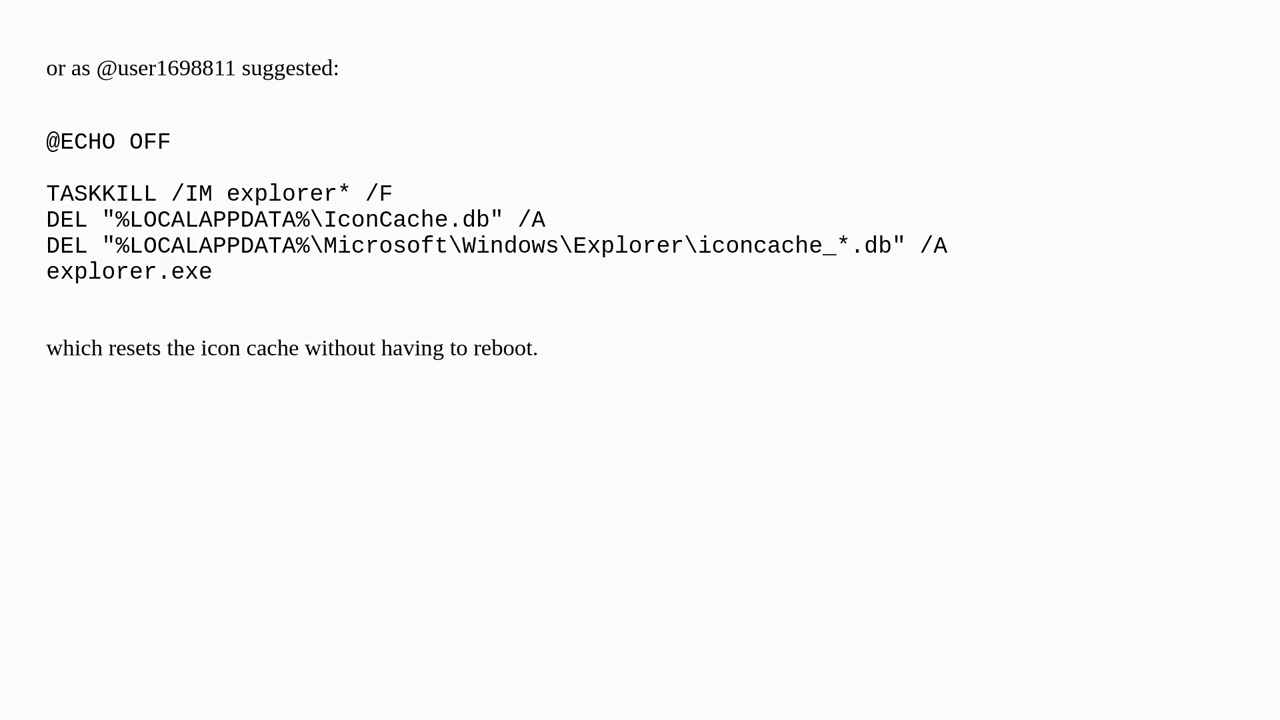 or as @user1698811 suggested:
@ECHO OFF
TASKKILL /IM explorer* /F
DEL "%LOCALAPPDATA%\IconCache.db" /A
DEL "%LOCALAPPDATA%\Microsoft\Windows\Explorer\iconcache_*.db" /A
explorer.exe
which resets the icon cache without having to reboot.